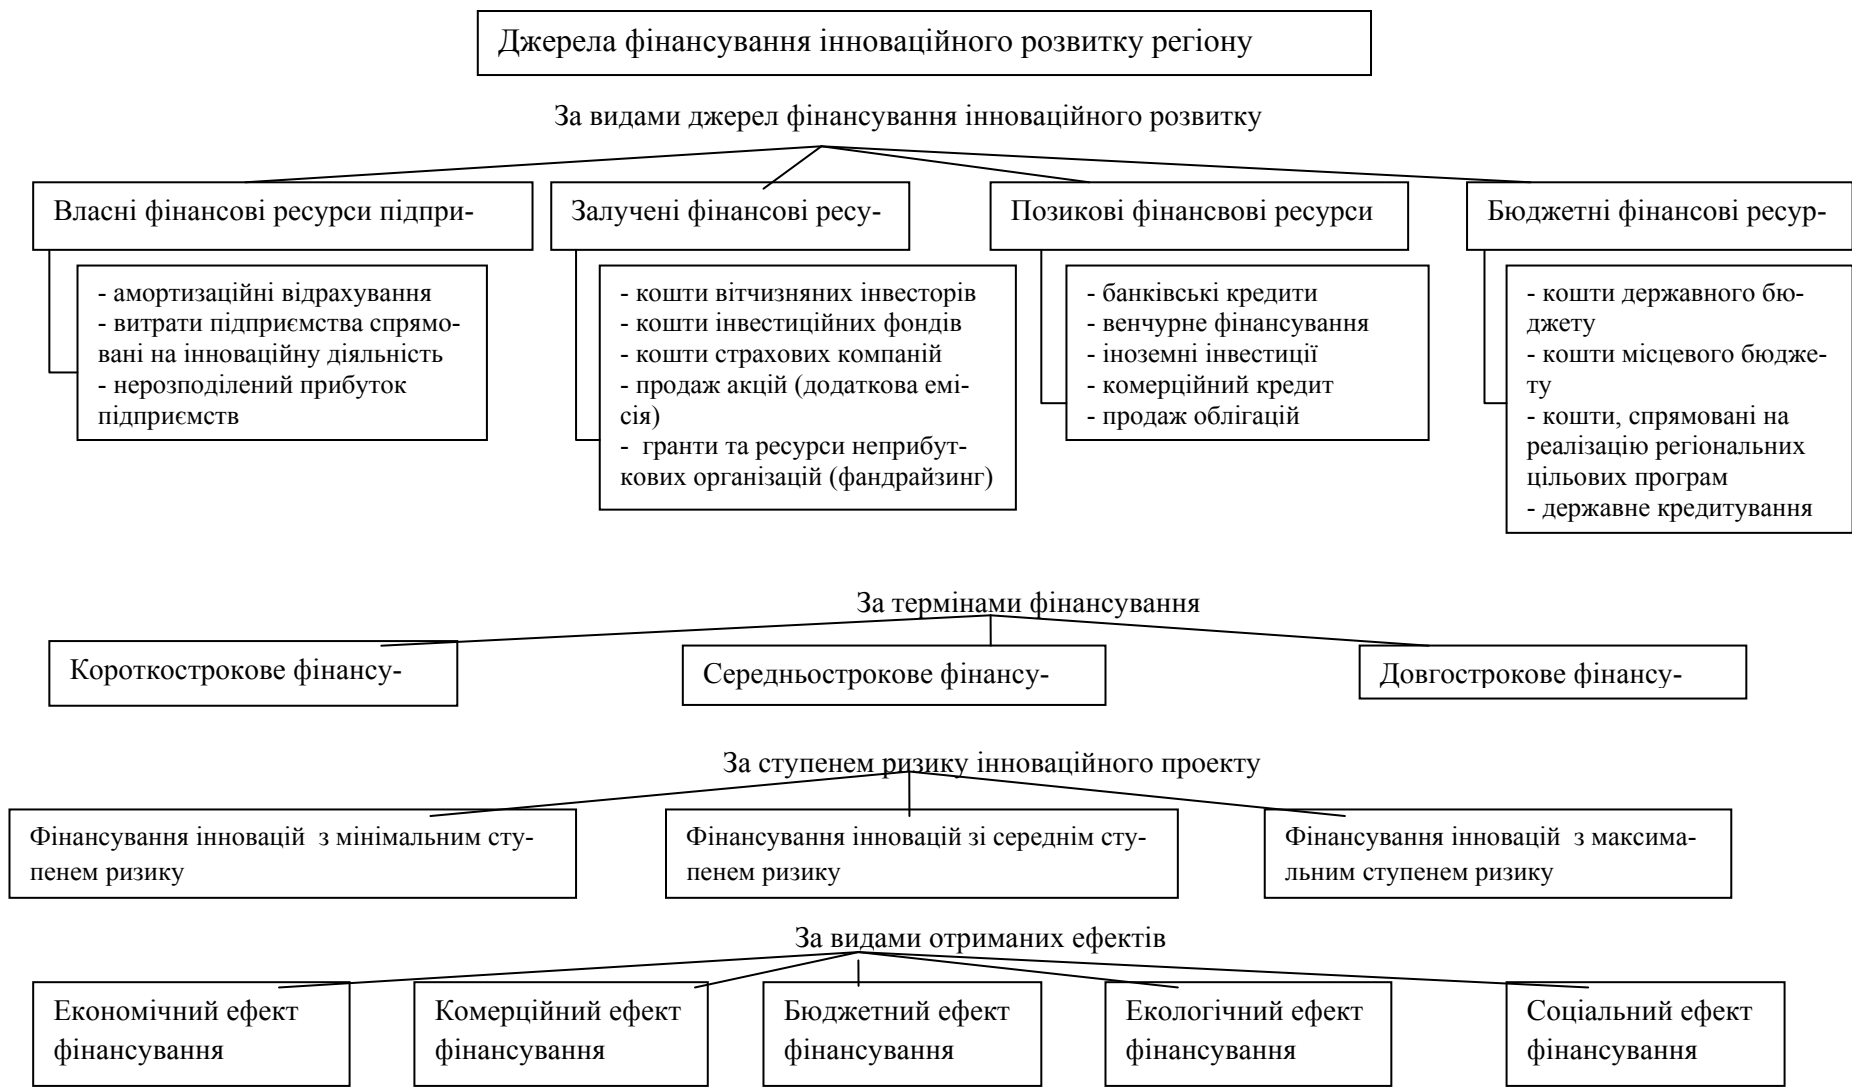 Джерела фінансування інноваційного розвитку регіону
За видами джерел фінансування інноваційного розвитку
Власні фінансові ресурси підпри-
- амортизаційні відрахування
- витрати підприємства спрямо-
вані на інноваційну діяльність
- нерозподілений прибуток
підприємств
Залучені фінансові ресу-
- кошти вітчизняних інвесторів
- кошти інвестиційних фондів
- кошти страхових компаній
- продаж акцій (додаткова емі-
сія)
- гранти та ресурси неприбут-
кових організацій (фандрайзинг)
Позикові фінансвові ресурси
- банківські кредити
- венчурне фінансування
- іноземні інвестиції
- комерційний кредит
- продаж облігацій
Бюджетні фінансові ресур-
- кошти державного бю-
джету
- кошти місцевого бюдже-
ту
- кошти, спрямовані на
реалізацію регіональних
цільових програм
- державне кредитування
За термінами фінансування
Короткострокове фінансу-
Середньострокове фінансу-
Довгострокове фінансу-
За ступенем ризику інноваційного проекту
Фінансування інновацій з мінімальним сту-
пенем ризику
Фінансування інновацій зі середнім сту-
пенем ризику
Фінансування інновацій з максима-
льним ступенем ризику
За видами отриманих ефектів
Економічний ефект
фінансування
Комерційний ефект
фінансування
Бюджетний ефект
фінансування
Екологічний ефект
фінансування
Соціальний ефект
фінансування